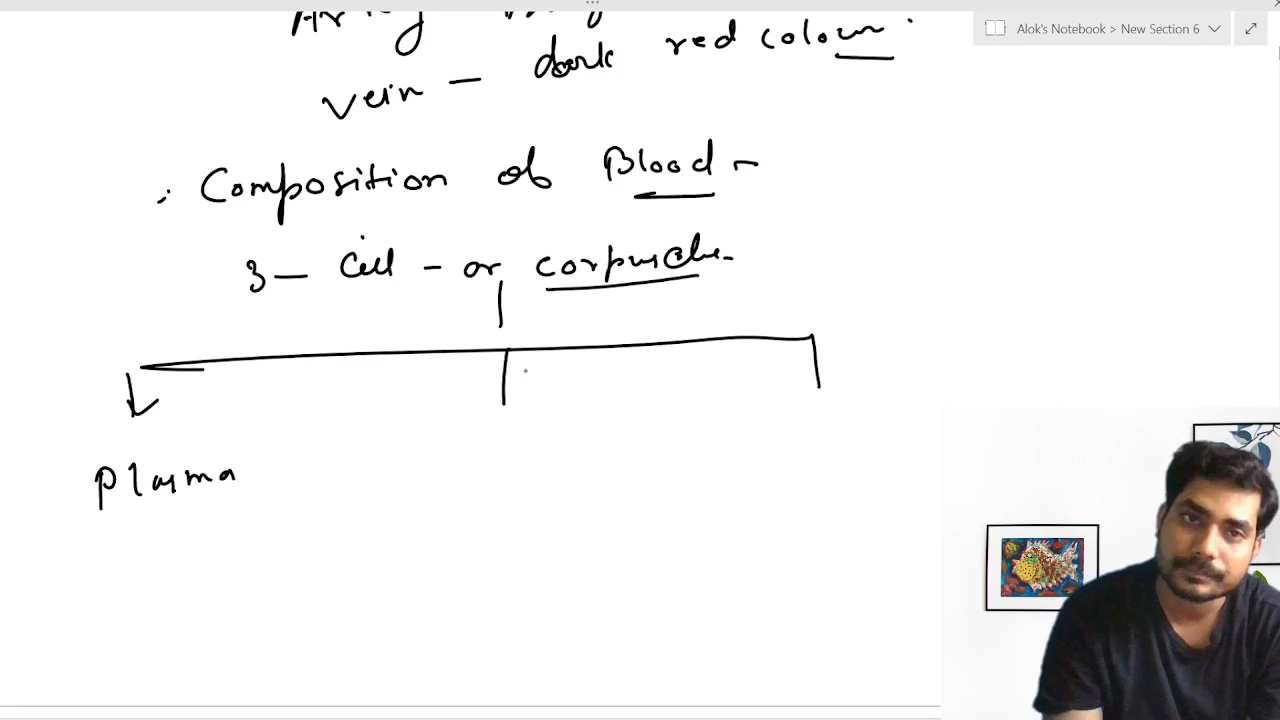 Alok's Notebook > New Section 6
vein - dark red colour.
Composition of Blood -
3 - Cell - or corpuscle -
Plasma